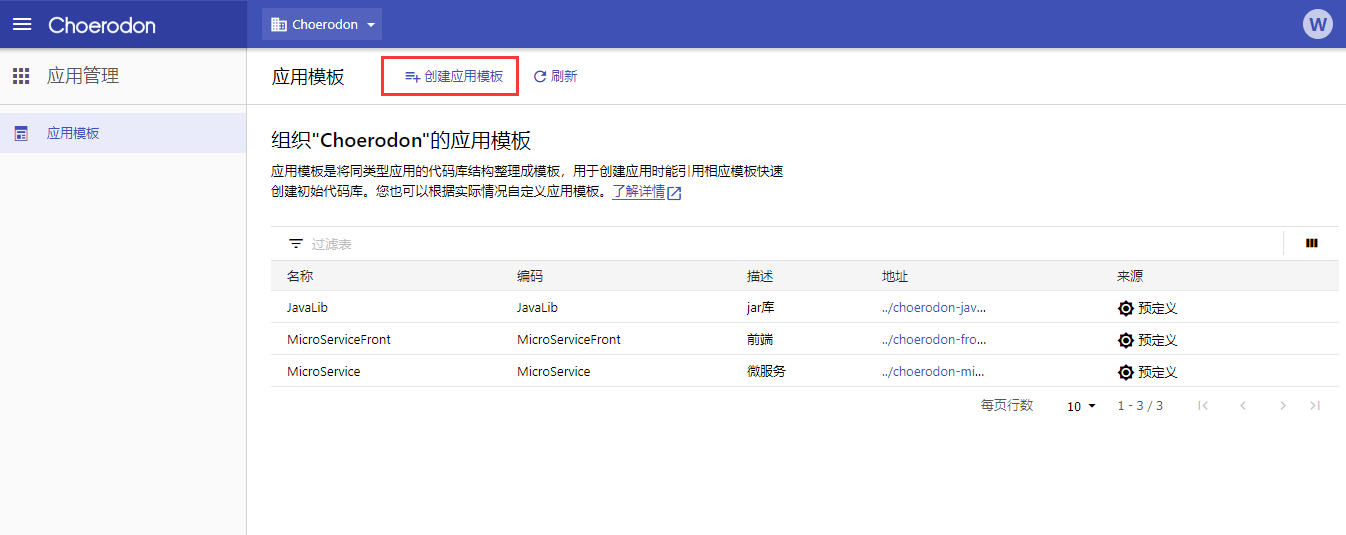 Choerodon
Choerodon
W
应用管理
应用模板
创建应用模板
刷新
应用模板
组织"Choerodon"的应用模板
应用模板是将同类型应用的代码库结构整理成模板，用于创建应用时能引用相应模板快速
创建初始代码库。您也可以根据实际情况自定义应用模板。了解详情
过滤表
名称 编码 描述 地址 来源
JavaLib JavaLib jar库 ../choerodon-jav... 预定义
MicroServiceFront MicroServiceFront 前端 ../choerodon-fro... 预定义
MicroService MicroService 微服务 ../choerodon-mi... 预定义
每页行数 10 1 - 3 / 3